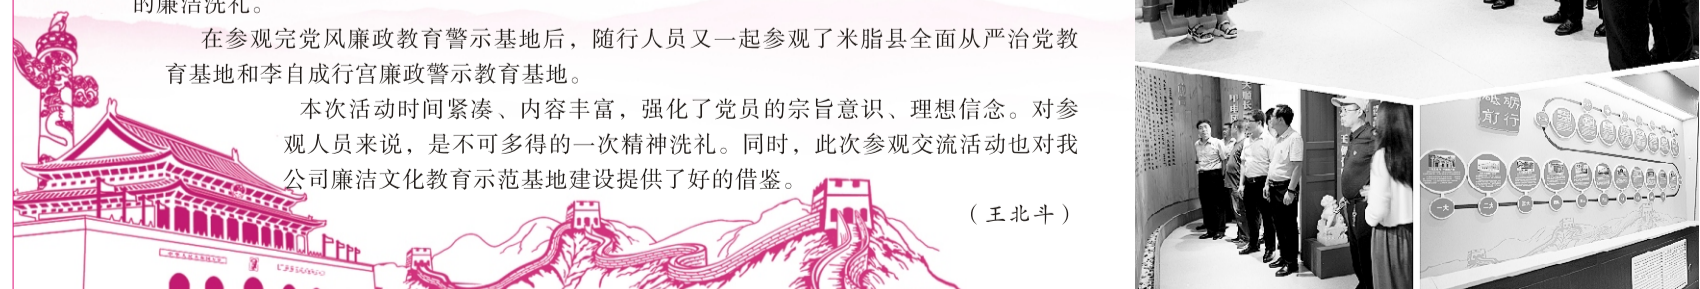 的廉洁洗礼。
在参观完党风廉政教育警示基地后，随行人员又一起参观了米脂县全面从严治党教
育基地和李自成行宫廉政警示教育基地。
本次活动时间紧凑、内容丰富，强化了党员的宗旨意识、理想信念。对参
观人员来说，是不可多得的一次精神洗礼。同时，此次参观交流活动也对我
公司廉洁文化教育示范基地建设提供了好的借鉴。
（王北斗）
一大
二大